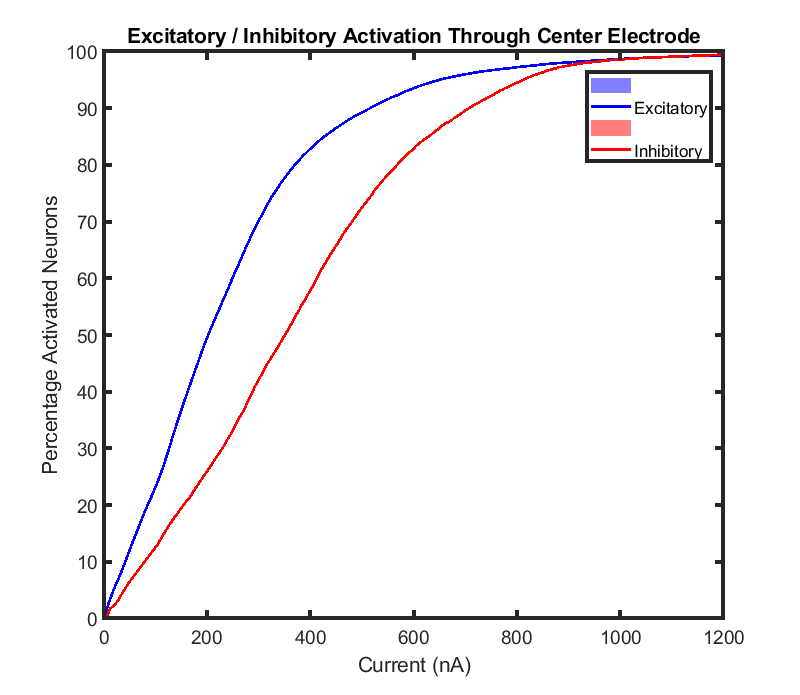 Excitatory / Inhibitory Activation Through Center Electrode
100
90
80
70
60
50
40
30
20
10
0
Percentage Activated Neurons
Excitatory
Inhibitory
0 200 400 600 800 1000 1200
Current (nA)